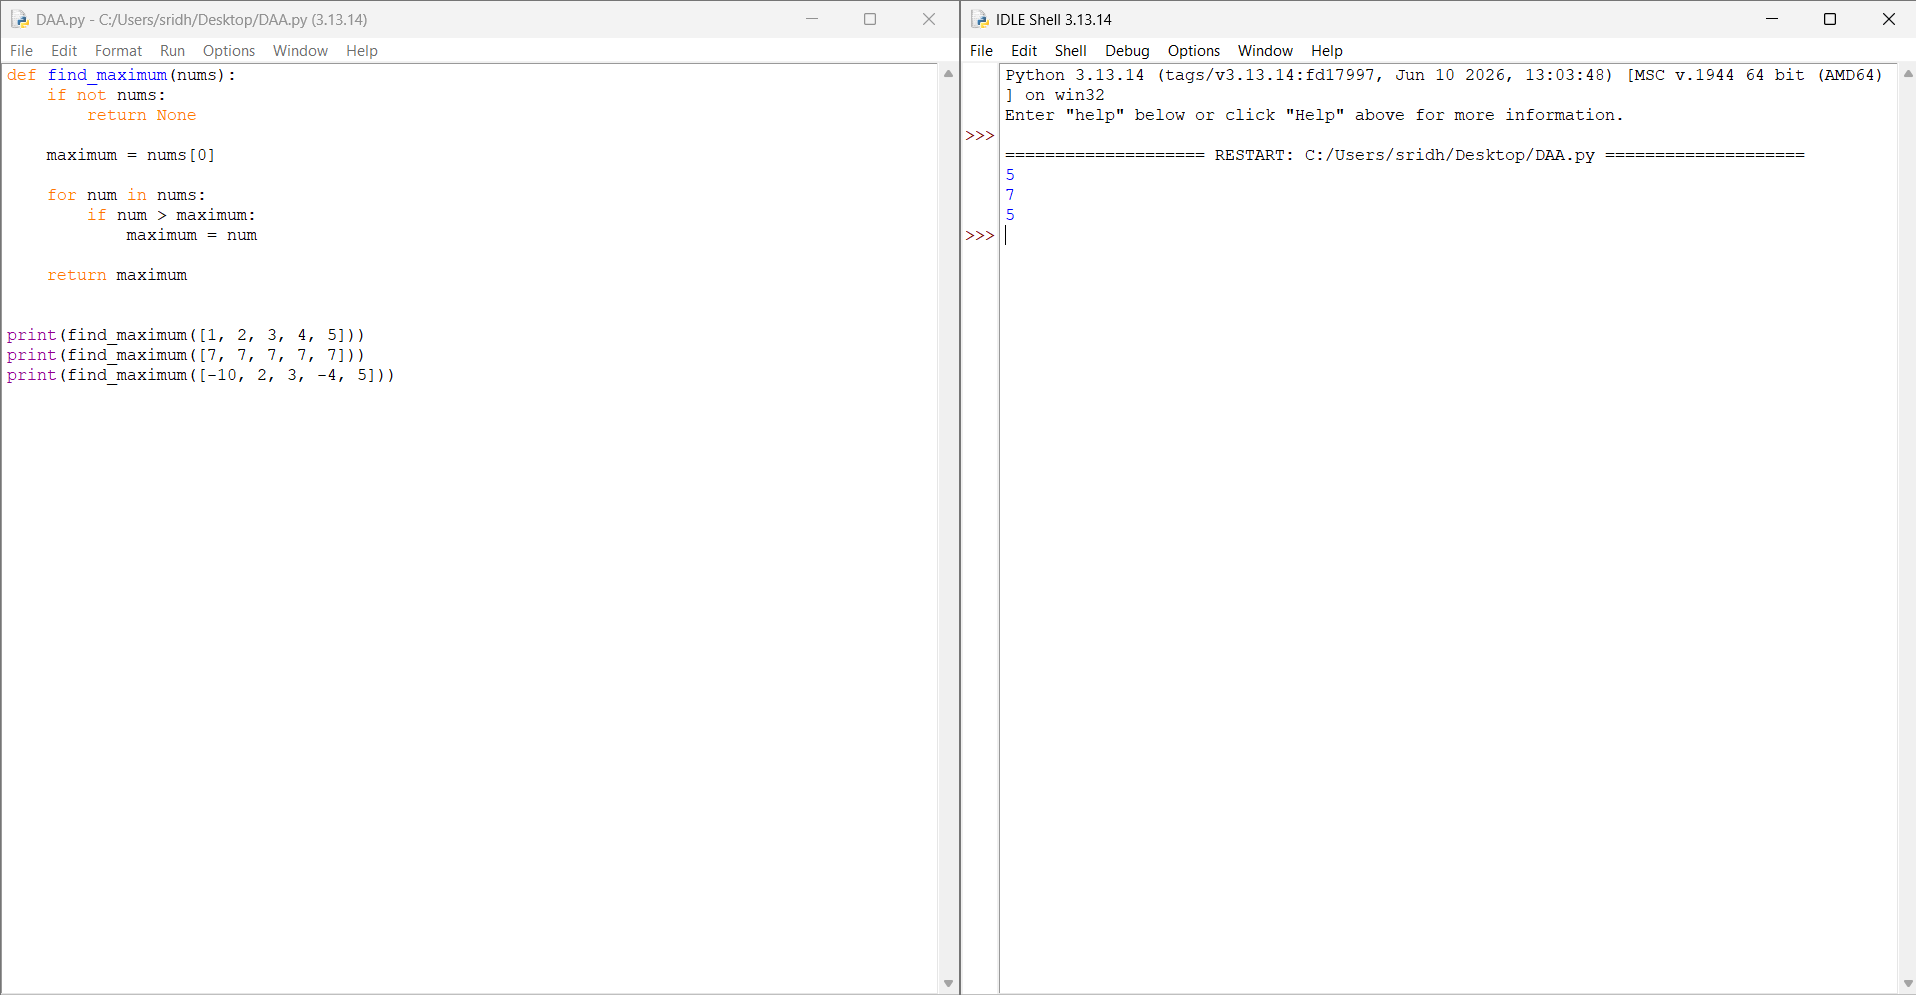 DAA.py - C:/Users/sridh/Desktop/DAA.py (3.13.14)
File Edit Format Run Options Window Help
def find_maximum(nums):
    if not nums:
        return None
    maximum = nums[0]
    for num in nums:
        if num > maximum:
            maximum = num
    return maximum
print(find_maximum([1, 2, 3, 4, 5]))
print(find_maximum([7, 7, 7, 7, 7]))
print(find_maximum([-10, 2, 3, -4, 5]))
IDLE Shell 3.13.14
File Edit Shell Debug Options Window Help
Python 3.13.14 (tags/v3.13.14:fd17997, Jun 10 2026, 13:03:48) [MSC v.1944 64 bit (AMD64)
] on win32
Enter "help" below or click "Help" above for more information.
>>>
==================== RESTART: C:/Users/sridh/Desktop/DAA.py ====================
5
7
5
>>>